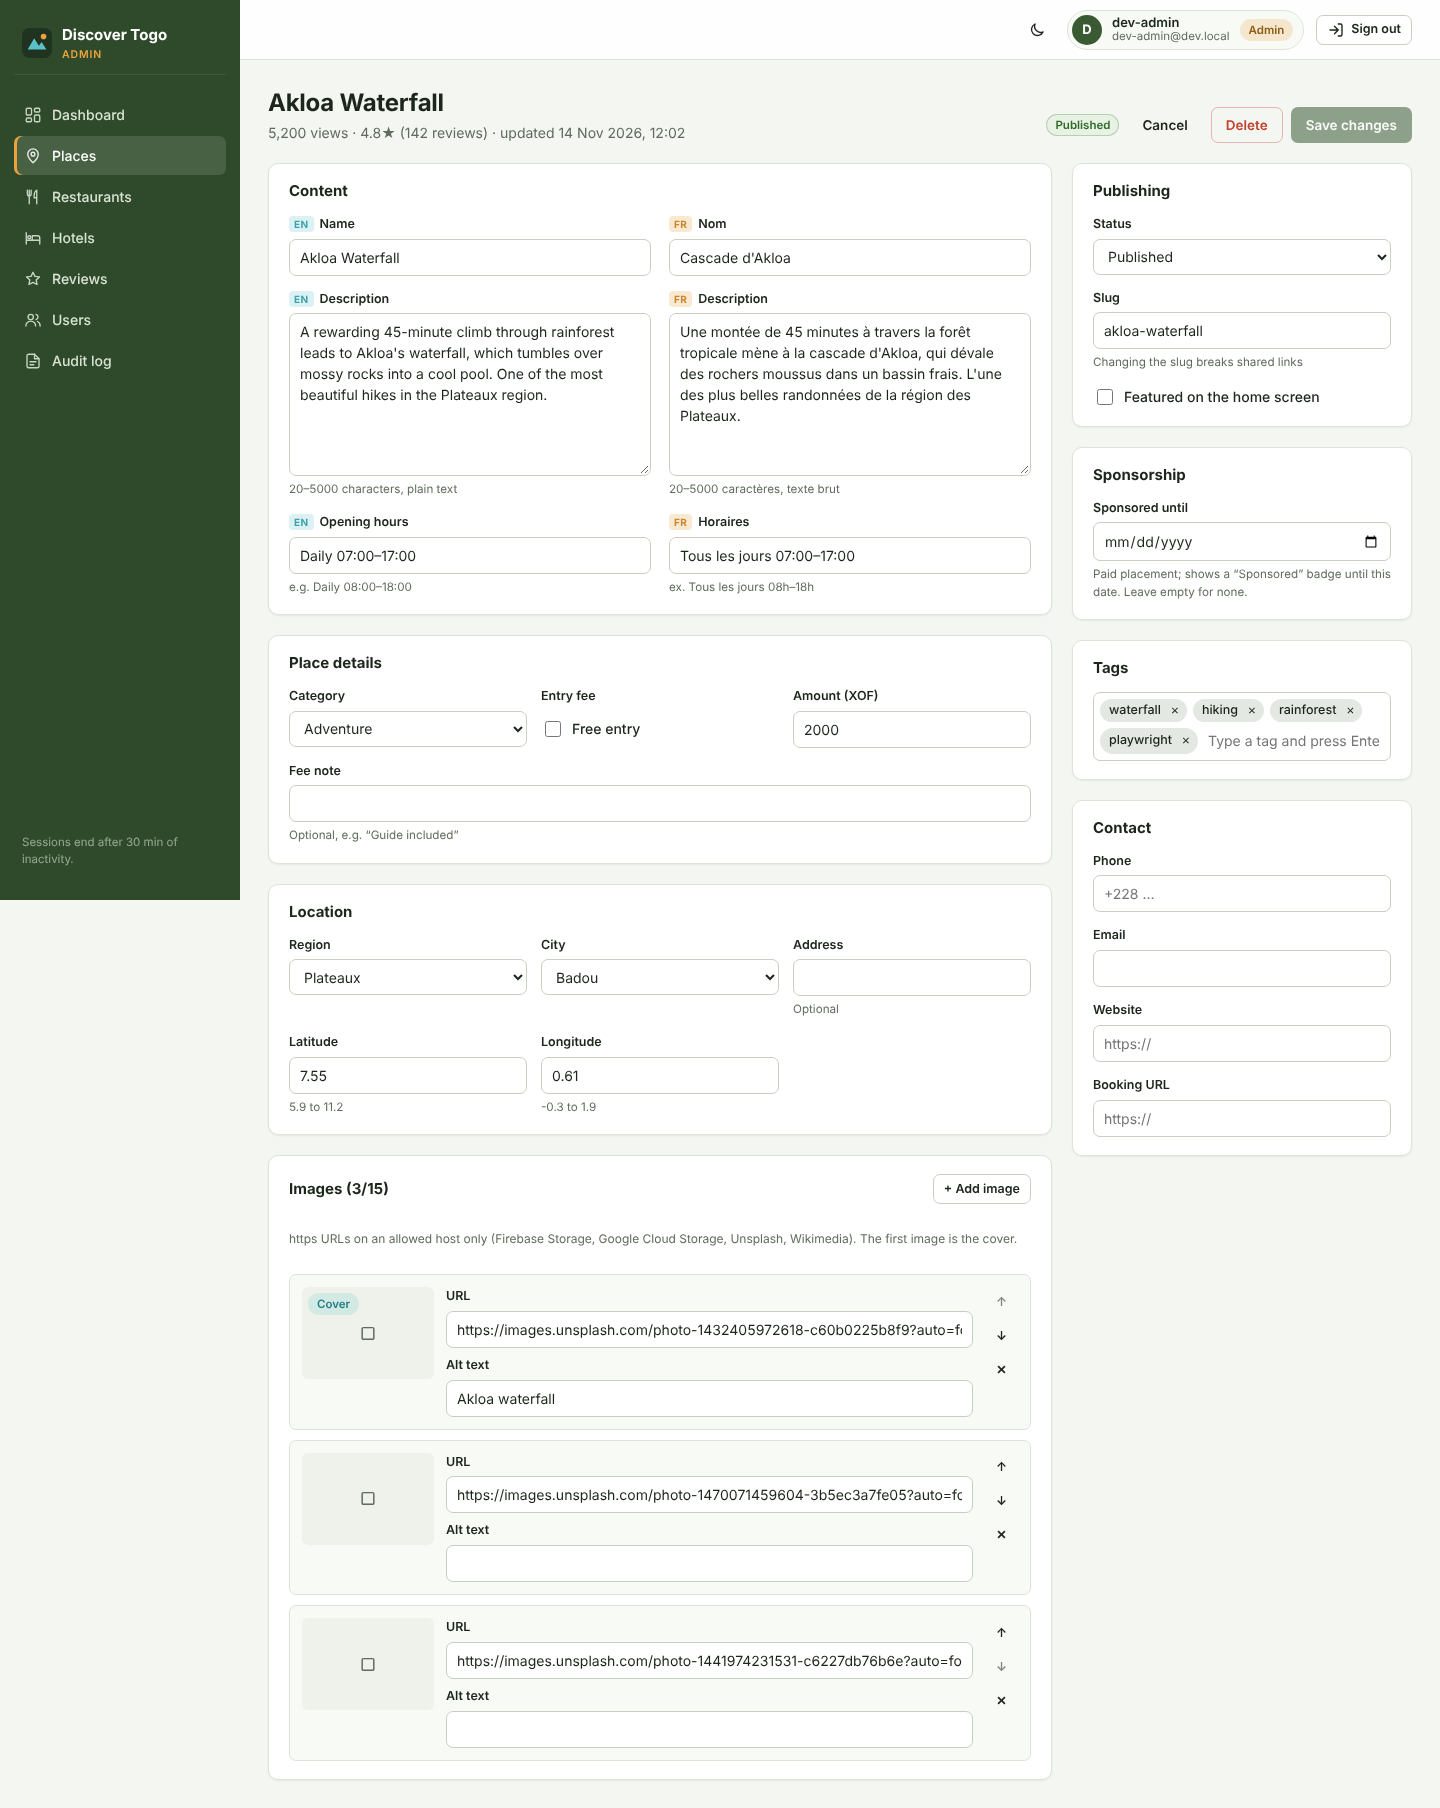 Discover Togo
ADMIN
Dashboard
Places
Restaurants
Hotels
Reviews
Users
Audit log
Sessions end after 30 min of
inactivity.
D
dev-admin
dev-admin@dev.local
Admin
Sign out
Akloa Waterfall
5,200 views · 4.8★ (142 reviews) · updated 14 Nov 2026, 12:02
Published
Cancel
Delete
Save changes
Content
EN Name
Akloa Waterfall
FR Nom
Cascade d'Akloa
EN Description
A rewarding 45-minute climb through rainforest
leads to Akloa's waterfall, which tumbles over
mossy rocks into a cool pool. One of the most
beautiful hikes in the Plateaux region.
20–5000 characters, plain text
FR Description
Une montée de 45 minutes à travers la forêt
tropicale mène à la cascade d'Akloa, qui dévale
des rochers moussus dans un bassin frais. L'une
des plus belles randonnées de la région des
Plateaux.
20–5000 caractères, texte brut
EN Opening hours
Daily 07:00–17:00
e.g. Daily 08:00–18:00
FR Horaires
Tous les jours 07:00–17:00
ex. Tous les jours 08h–18h
Place details
Category
Adventure
Entry fee
Free entry
Amount (XOF)
2000
Fee note
Optional, e.g. “Guide included”
Location
Region
Plateaux
City
Badou
Address
Optional
Latitude
7.55
5.9 to 11.2
Longitude
0.61
-0.3 to 1.9
Images (3/15)
+ Add image
https URLs on an allowed host only (Firebase Storage, Google Cloud Storage, Unsplash, Wikimedia). The first image is the cover.
Cover
URL
https://images.unsplash.com/photo-1432405972618-c60b0225b8f9?auto=fo
Alt text
Akloa waterfall
URL
https://images.unsplash.com/photo-1470071459604-3b5ec3a7fe05?auto=fo
Alt text
URL
https://images.unsplash.com/photo-1441974231531-c6227db76b6e?auto=fo
Alt text
Publishing
Status
Published
Slug
akloa-waterfall
Changing the slug breaks shared links
Featured on the home screen
Sponsorship
Sponsored until
mm/dd/yyyy
Paid placement; shows a “Sponsored” badge until this
date. Leave empty for none.
Tags
waterfall × hiking × rainforest ×
playwright × Type a tag and press Ente
Contact
Phone
+228 ...
Email
Website
https://
Booking URL
https://